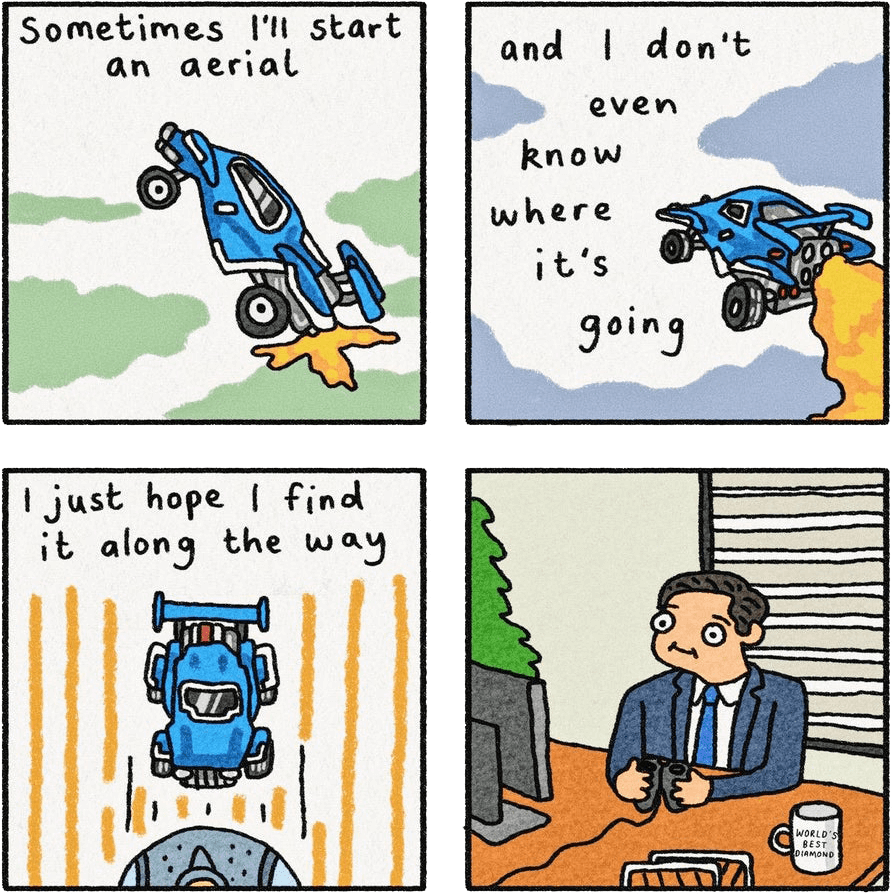 Sometimes I'll start
an aerial
and I don't
even
know
where
it's
going
I just hope I find
it along the way
WORLD'S
BEST
DIAMOND